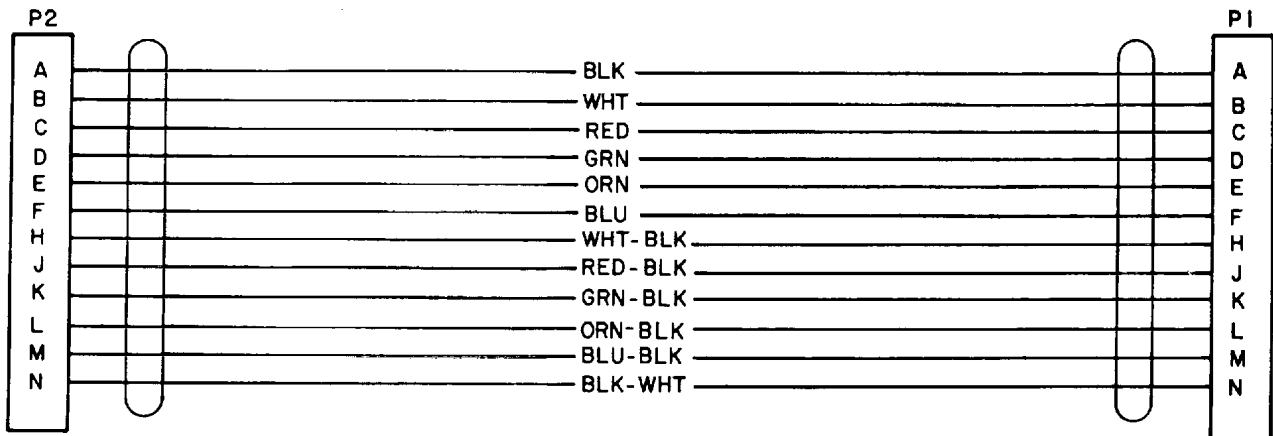 P2 P1
A BLK A
B WHT B
C RED C
D GRN D
E ORN E
F BLU F
H WHT-BLK H
J RED-BLK J
K GRN-BLK K
L ORN-BLK L
M BLU-BLK M
N BLK-WHT N